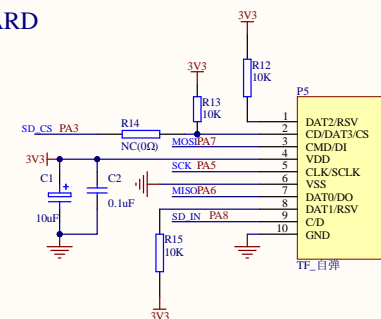 ARD
3V3
3V3
R12
10K
R13
10K
P5
R14
SD_CS PA3
NC(0Ω)
MOSI PA7
3V3
SCK PA5
MISO PA6
SD_IN PA8
C1
10uF
C2
0.1uF
R15
10K
3V3
1 DAT2/RSV
2 CD/DAT3/CS
3 CMD/DI
4 VDD
5 CLK/SCLK
6 VSS
7 DAT0/DO
8 DAT1/RSV
9 C/D
10 GND
TF_自弹